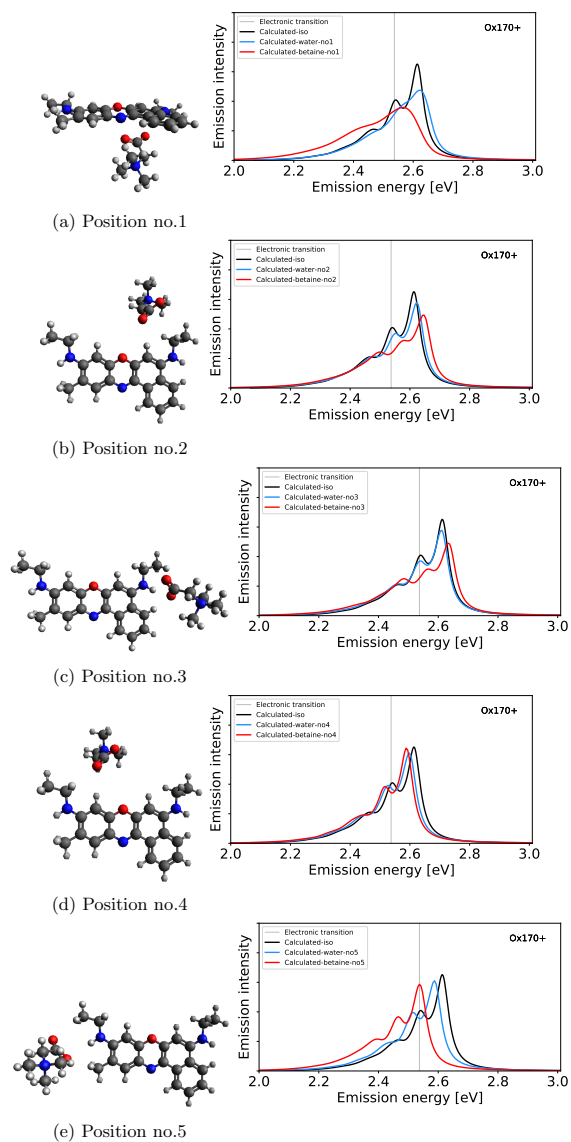 Emission intensity
Electronic transition
Calculated-iso
Calculated-water-no1
Calculated-betaine-no1
Ox170+
2.0 2.2 2.4 2.6 2.8 3.0
Emission energy [eV]
(a) Position no.1
Emission intensity
Electronic transition
Calculated-iso
Calculated-water-no2
Calculated-betaine-no2
Ox170+
2.0 2.2 2.4 2.6 2.8 3.0
Emission energy [eV]
(b) Position no.2
Emission intensity
Electronic transition
Calculated-iso
Calculated-water-no3
Calculated-betaine-no3
Ox170+
2.0 2.2 2.4 2.6 2.8 3.0
Emission energy [eV]
(c) Position no.3
Emission intensity
Electronic transition
Calculated-iso
Calculated-water-no4
Calculated-betaine-no4
Ox170+
2.0 2.2 2.4 2.6 2.8 3.0
Emission energy [eV]
(d) Position no.4
Emission intensity
Electronic transition
Calculated-iso
Calculated-water-no5
Calculated-betaine-no5
Ox170+
2.0 2.2 2.4 2.6 2.8 3.0
Emission energy [eV]
(e) Position no.5